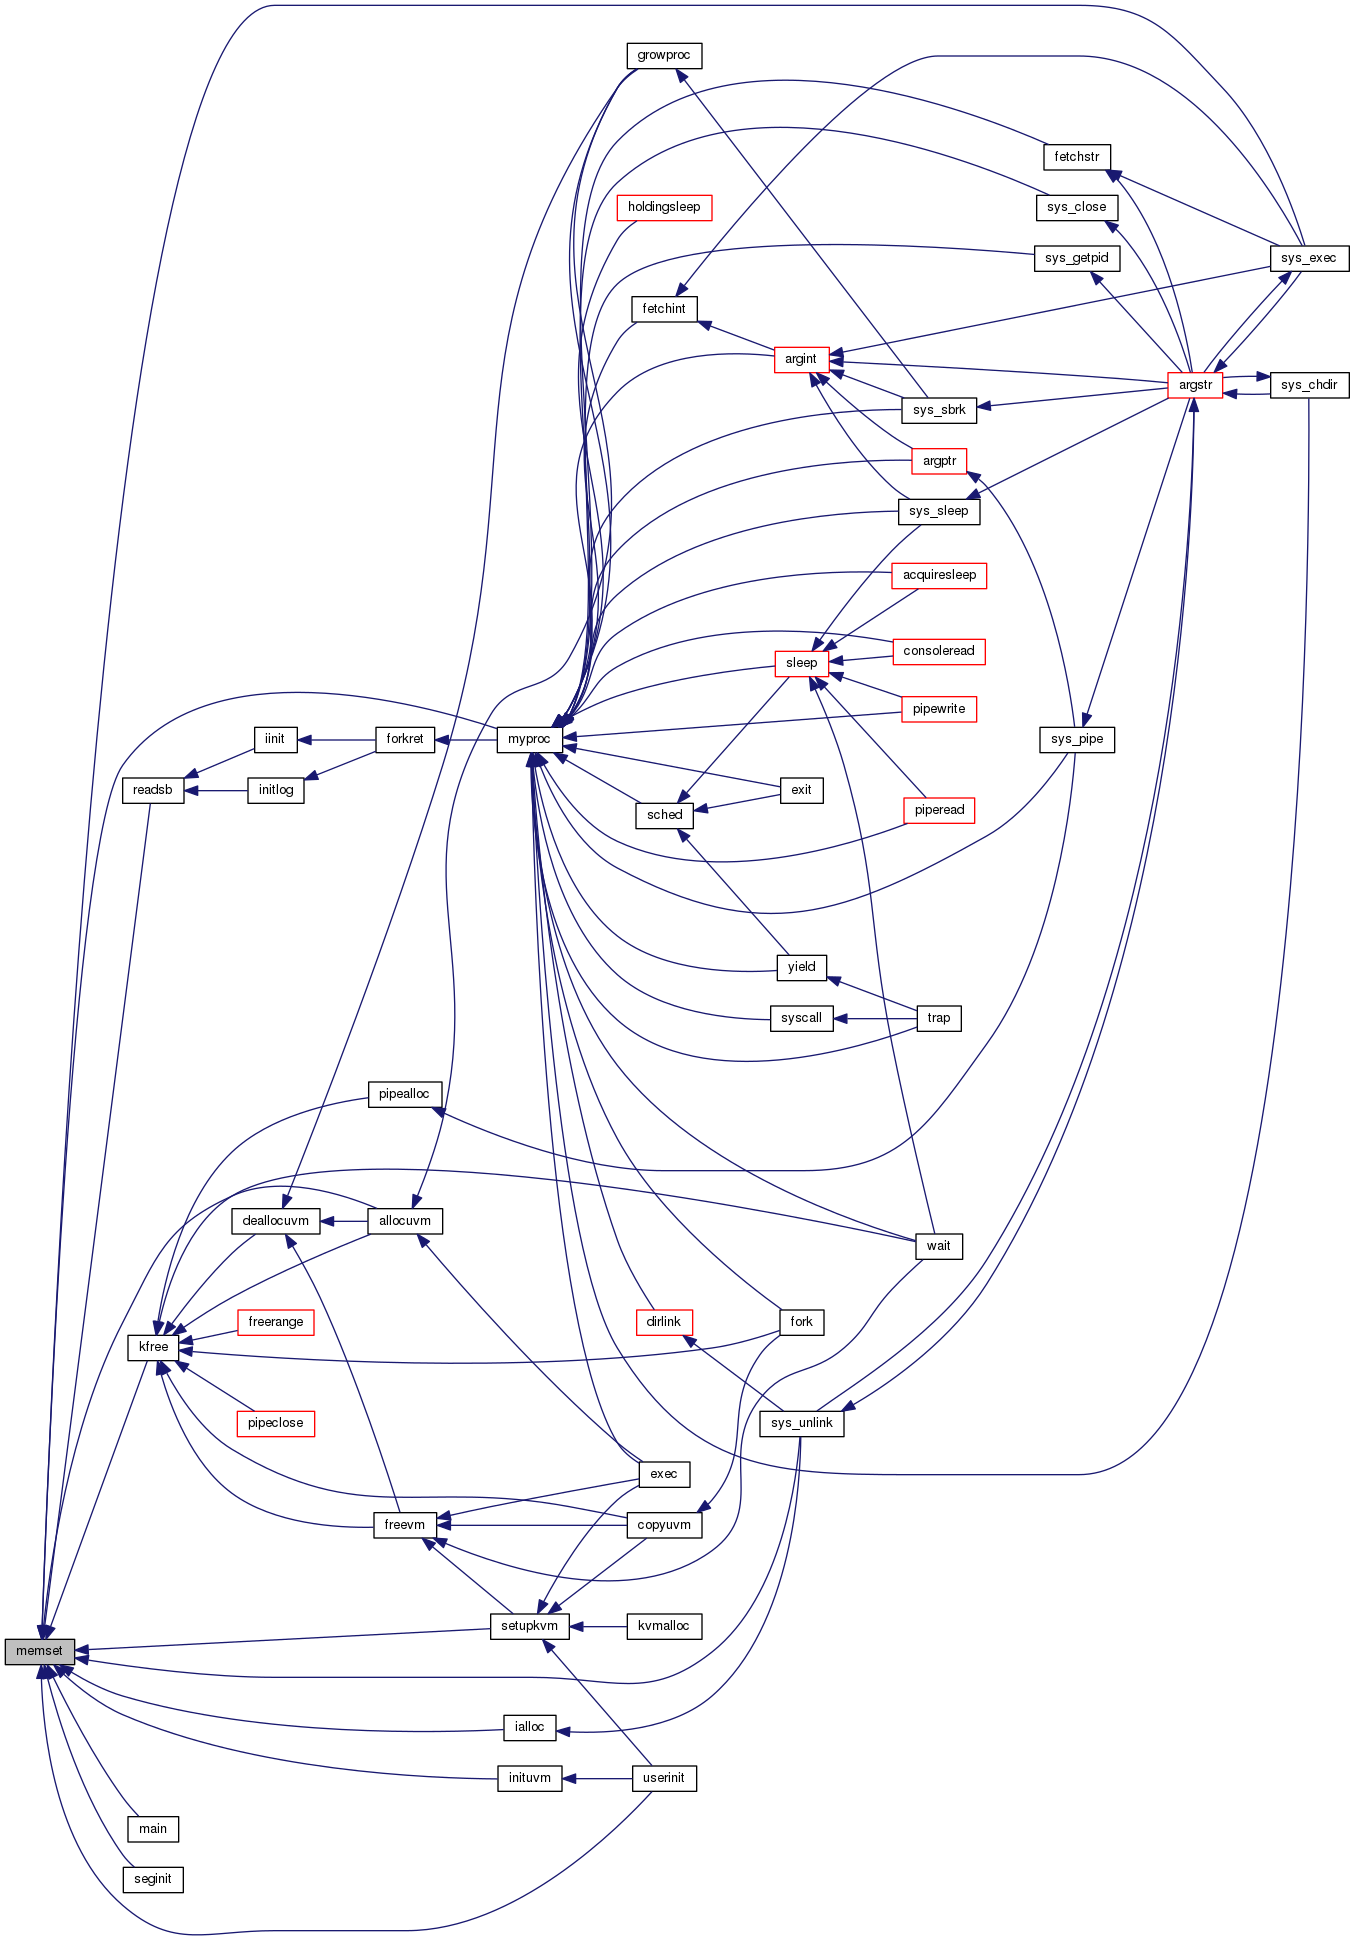 growproc
fetchstr
holdingsleep
sys_close
sys_getpid
sys_exec
fetchint
argint
argstr
sys_chdir
sys_sbrk
argptr
sys_sleep
acquiresleep
sleep
consoleread
pipewrite
iinit
forkret
myproc
sys_pipe
readsb
initlog
exit
sched
piperead
yield
syscall
trap
pipealloc
deallocuvm
allocuvm
wait
freerange
dirlink
fork
kfree
pipeclose
sys_unlink
exec
freevm
copyuvm
setupkvm
kvmalloc
memset
ialloc
inituvm
userinit
main
seginit